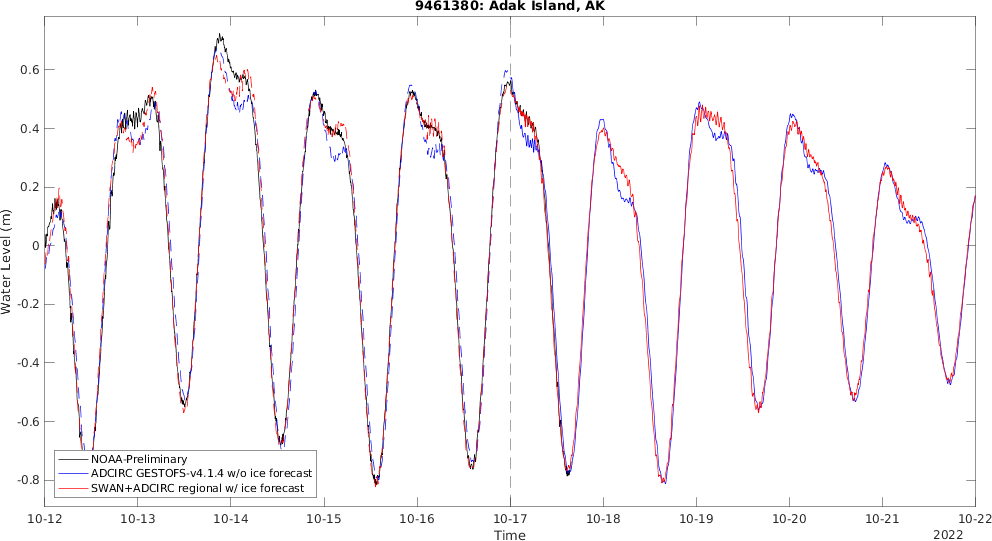 9461380: Adak Island, AK
Water Level (m)
0.6
0.4
0.2
0
-0.2
-0.4
-0.6
-0.8
NOAA-Preliminary
ADCIRC GESTOFS-v4.1.4 w/o ice forecast
SWAN+ADCIRC regional w/ ice forecast
10-12 10-13 10-14 10-15 10-16 10-17 10-18 10-19 10-20 10-21 10-22
Time
2022